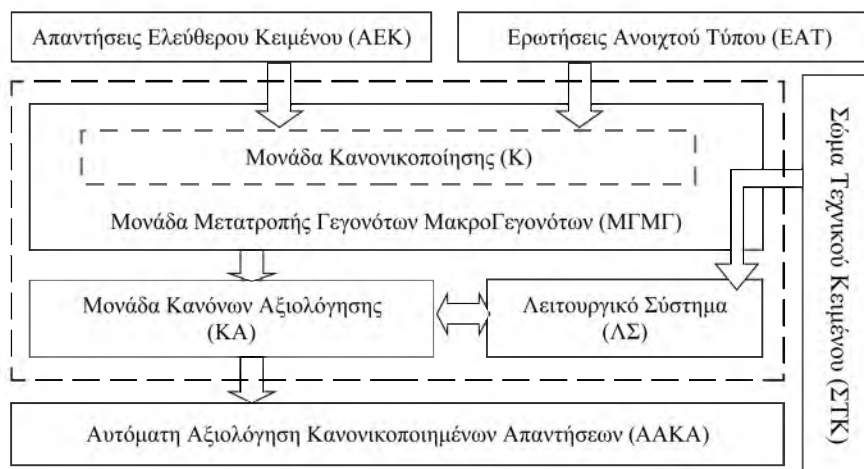 Απαντήσεις Ελεύθερου Κειμένου (ΑΕΚ)
Ερωτήσεις Ανοιχτού Τύπου (ΕΑΤ)
Μονάδα Κανονικοποίησης (Κ)
Μονάδα Μετατροπής Γεγονότων ΜακροΓεγονότων (ΜΓΜΓ)
Μονάδα Κανόνων Αξιολόγησης
(ΚΑ)
Λειτουργικό Σύστημα
(ΛΣ)
Σώμα Τεχνικού Κειμένου (ΣΤΚ)
Αυτόματη Αξιολόγηση Κανονικοποιημένων Απαντήσεων (ΑΑΚΑ)